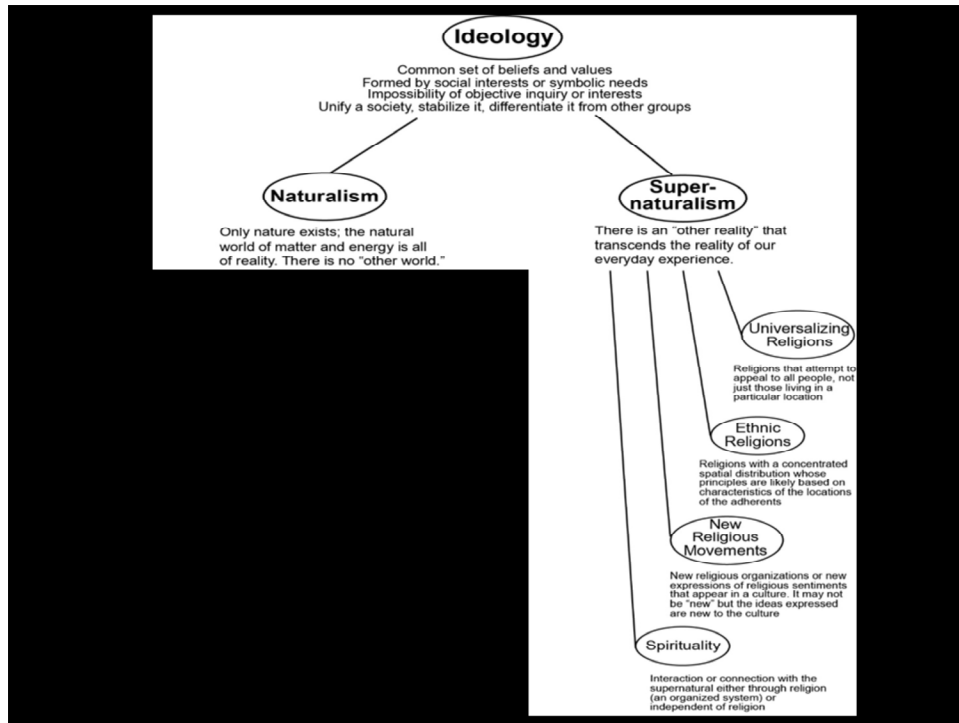 Ideology
Common set of beliefs and values
Formed by social interests or symbolic needs
Impossibility of objective inquiry or interests
Unify a society, stabilize it, differentiate it from other groups
Naturalism
Only nature exists; the natural
world of matter and energy is all
of reality. There is no “other world.”
Super-
naturalism
There is an “other reality” that
transcends the reality of our
everyday experience.
Universalizing
Religions
Religions that attempt to
appeal to all people, not
just those living in a
particular location
Ethnic
Religions
Religions with a concentrated
spatial distribution whose
principles are likely based on
characteristics of the locations
of the adherents
New
Religious
Movements
New religious organizations or new
expressions of religious sentiments
that appear in a culture. It may not
be “new” but the ideas expressed
are new to the culture
Spirituality
Interaction or connection with the
supernatural either through religion
(an organized system) or
independent of religion